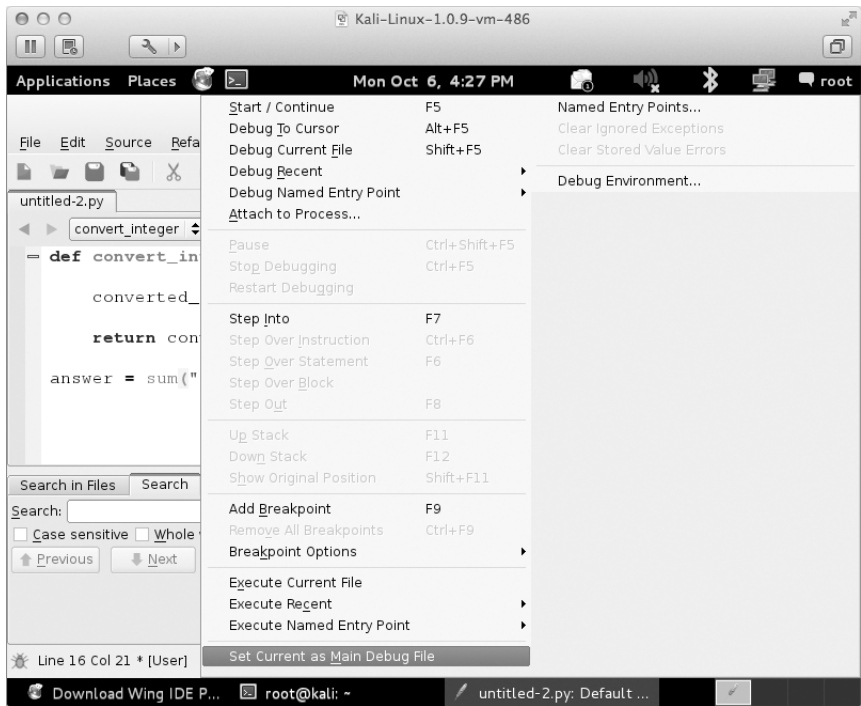 Kali-Linux-1.0.9-vm-486
Applications Places Mon Oct 6, 4:27 PM root
File Edit Source Refa
untitled-2.py
convert_integer
def convert_in
converted_
return con
answer = sum("
Search in Files Search
Search:
Case sensitive Whole
Previous Next
Line 16 Col 21 * [User]
Start / Continue F5
Debug To Cursor Alt+F5
Debug Current File Shift+F5
Debug Recent
Debug Named Entry Point
Attach to Process...
Pause Ctrl+Shift+F5
Stop Debugging Ctrl+F5
Restart Debugging
Step Into F7
Step Over Instruction Ctrl+F6
Step Over Statement F6
Step Over Block
Step Out F8
Up Stack F11
Down Stack F12
Show Original Position Shift+F11
Add Breakpoint F9
Remove All Breakpoints Ctrl+F9
Breakpoint Options
Execute Current File
Execute Recent
Execute Named Entry Point
Set Current as Main Debug File
Named Entry Points...
Clear Ignored Exceptions
Clear Stored Value Errors
Debug Environment...
Download Wing IDE P... root@kali: ~ untitled-2.py: Default ...